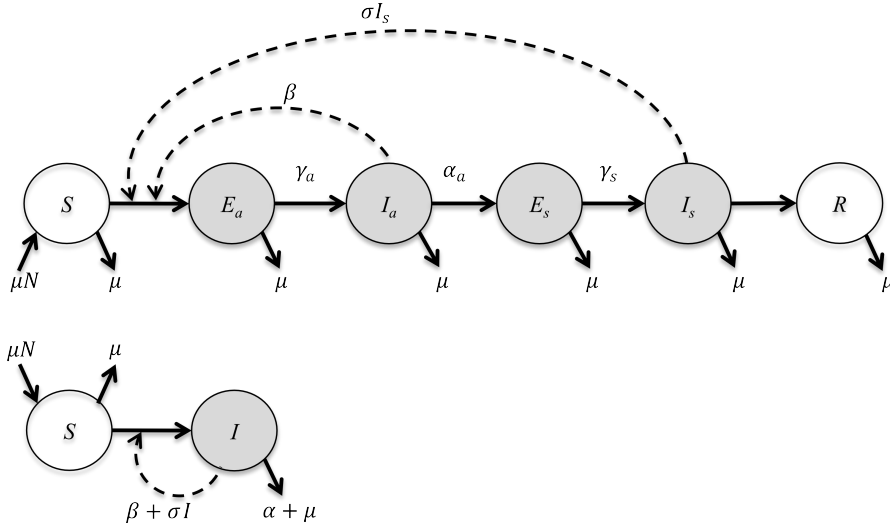 σI_s
β
γ_a α_a γ_s
S E_a I_a E_s I_s R
μN μ μ μ μ μ μ
μN μ
S I
β + σI α + μ